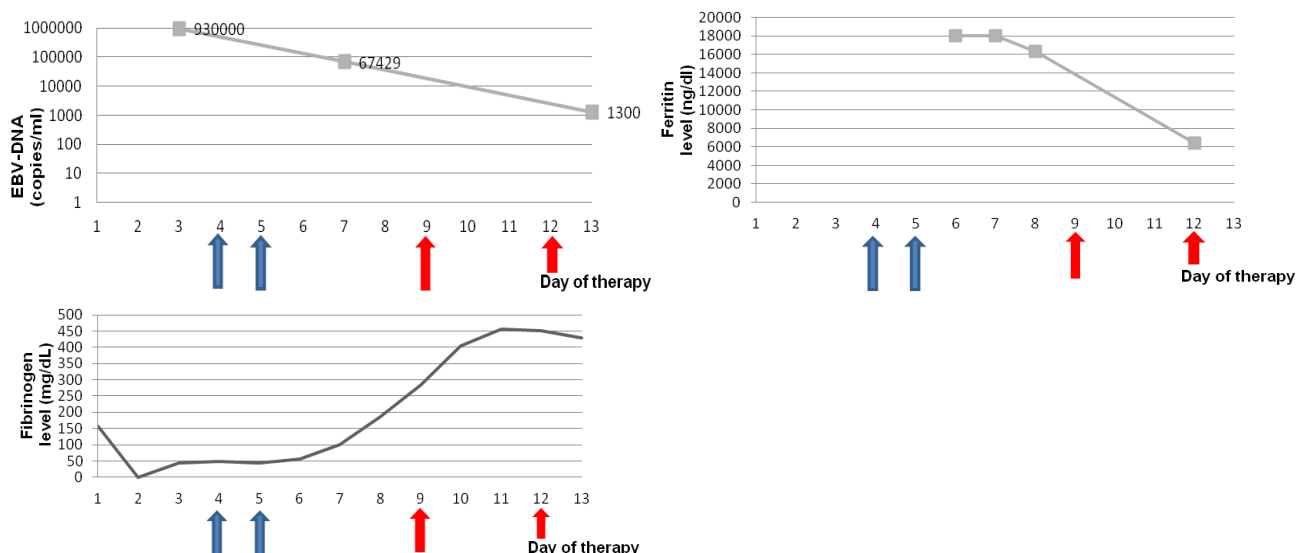 EBV-DNA
(copies/ml)
1000000
1000000
10000
1000
100
10
1
930000
67429
1300
1 2 3 4 5 6 7 8 9 10 11 12 13
Day of therapy
Ferritin
level (ng/dl)
20000
18000
16000
14000
12000
10000
8000
6000
4000
2000
0
1 2 3 4 5 6 7 8 9 10 11 12 13
Day of therapy
Fibrinogen
level (mg/dL)
500
450
400
350
300
250
200
150
100
50
0
1 2 3 4 5 6 7 8 9 10 11 12 13
Day of therapy